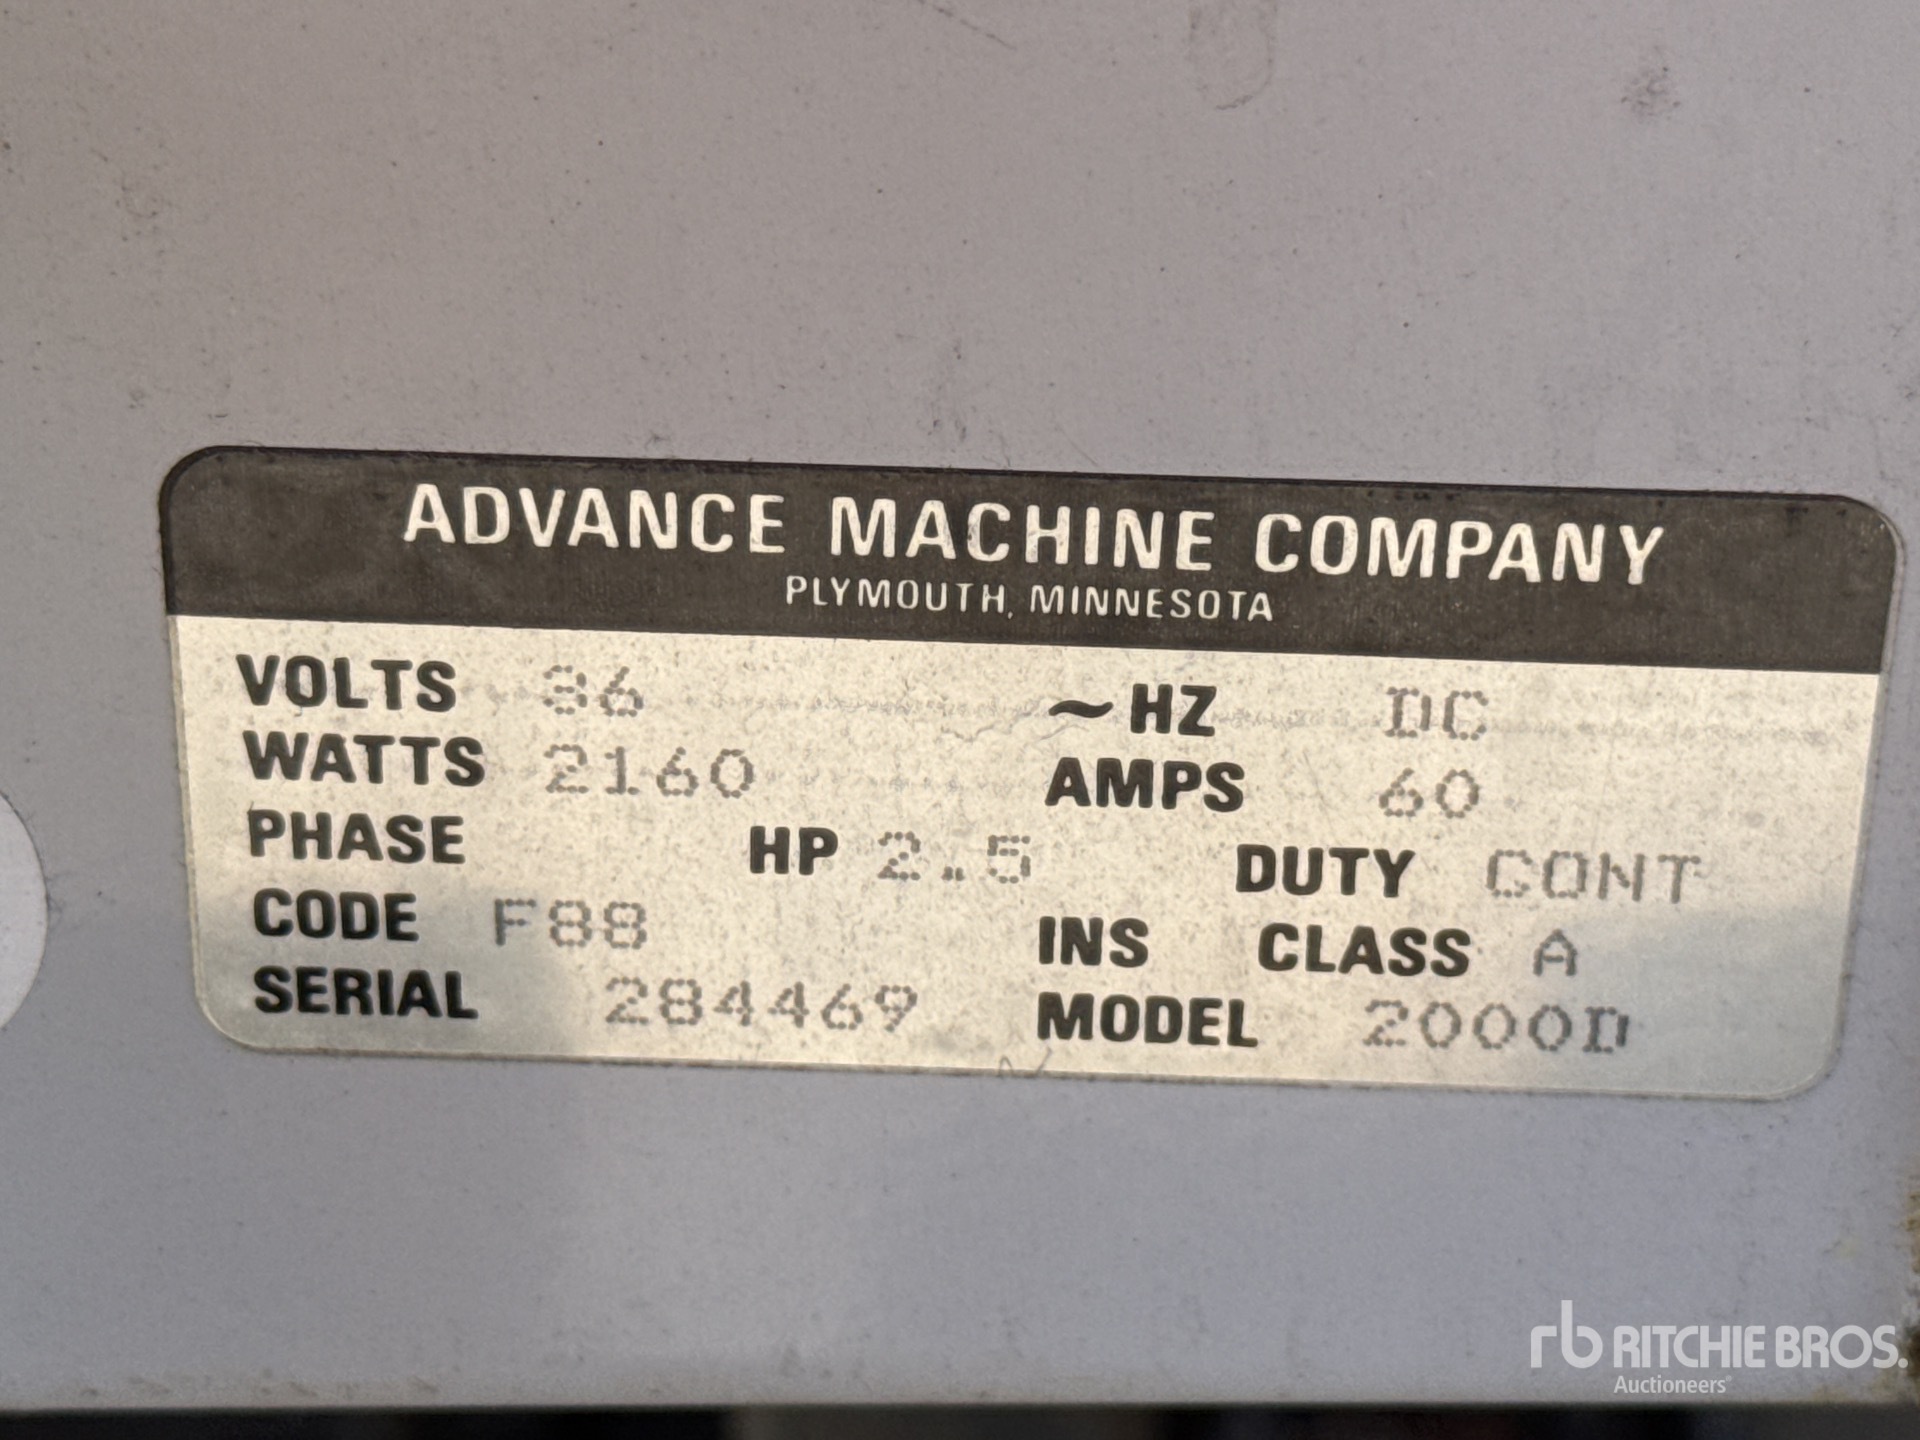 ADVANCE MACHINE COMPANY
PLYMOUTH, MINNESOTA
VOLTS 36 ~HZ DC
WATTS 2160 AMPS 60
PHASE HP 2.5 DUTY CONT
CODE F88 INS CLASS A
SERIAL 284469 MODEL 2000D
rb RITCHIE BROS.
Auctioneers